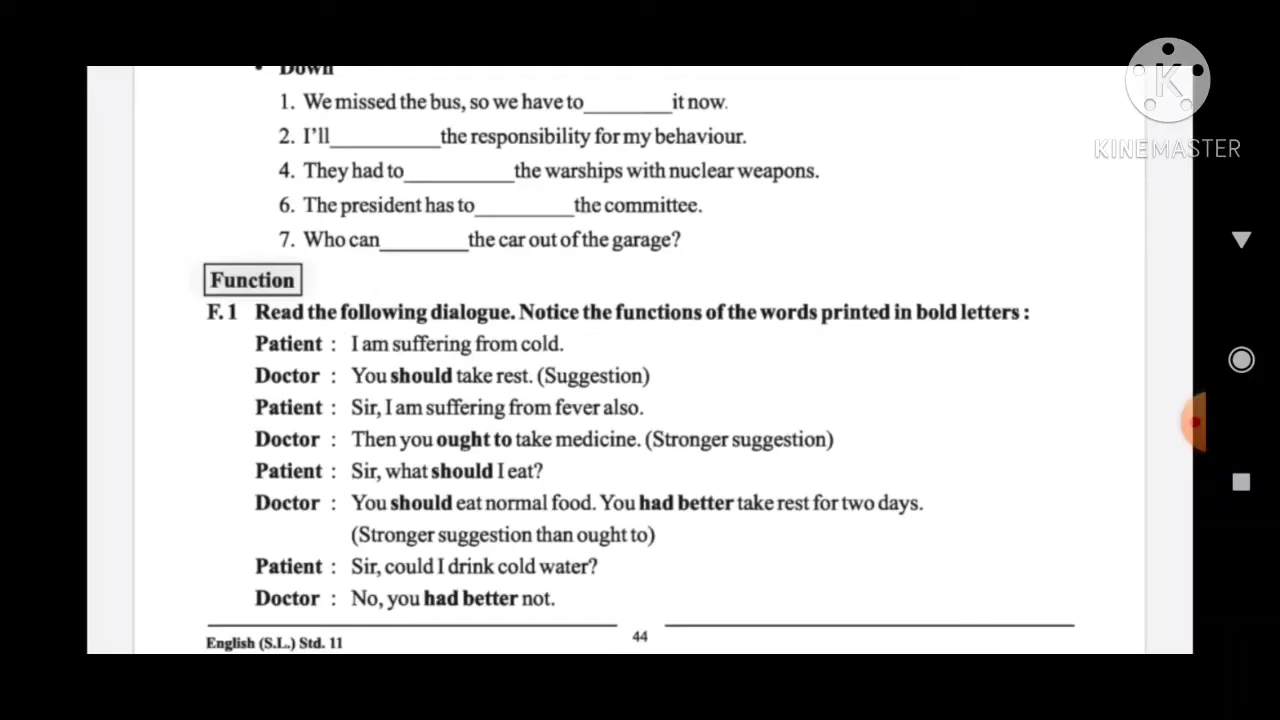 • Down
1. We missed the bus, so we have to________it now.
2. I'll__________the responsibility for my behaviour.
4. They had to__________the warships with nuclear weapons.
6. The president has to_________the committee.
7. Who can________the car out of the garage?
Function
F.1 Read the following dialogue. Notice the functions of the words printed in bold letters :
Patient : I am suffering from cold.
Doctor : You should take rest. (Suggestion)
Patient : Sir, I am suffering from fever also.
Doctor : Then you ought to take medicine. (Stronger suggestion)
Patient : Sir, what should I eat?
Doctor : You should eat normal food. You had better take rest for two days.
(Stronger suggestion than ought to)
Patient : Sir, could I drink cold water?
Doctor : No, you had better not.
English (S.L.) Std. 11
44
K
KINEMASTER